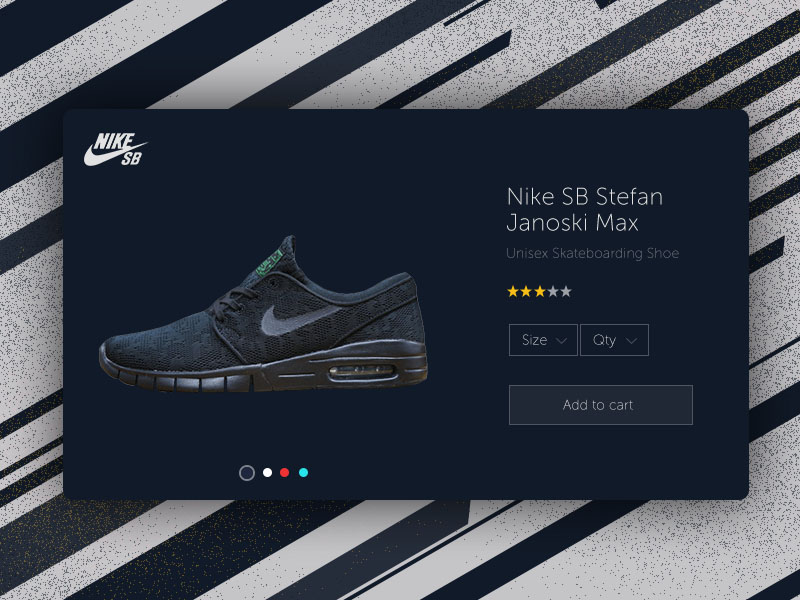 NIKE
SB
Nike SB Stefan
Janoski Max
Unisex Skateboarding Shoe
Size
Qty
Add to cart